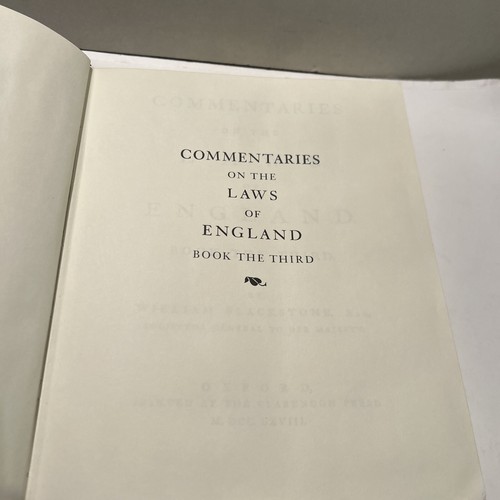 COMMENTARIES
ON THE
LAWS
OF
ENGLAND
BOOK THE THIRD